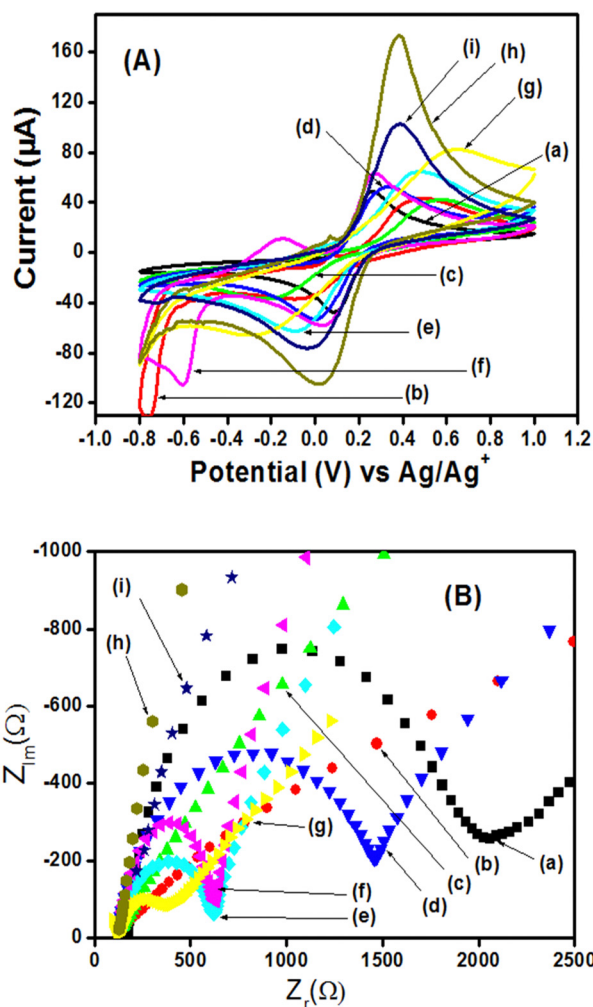 160
120
80
40
0
-40
-80
-120
Current (µA)
(A)
(i)
(h)
(g)
(d)
(a)
(c)
(e)
(f)
(b)
-1.0 -0.8 -0.6 -0.4 -0.2 0.0 0.2 0.4 0.6 0.8 1.0 1.2
Potential (V) vs Ag/Ag⁺
-1000
-800
-600
-400
-200
0
Z_Im(Ω)
(B)
(i)
(h)
(g)
(b)
(a)
(c)
(f)
(d)
(e)
0 500 1000 1500 2000 2500
Z_r(Ω)